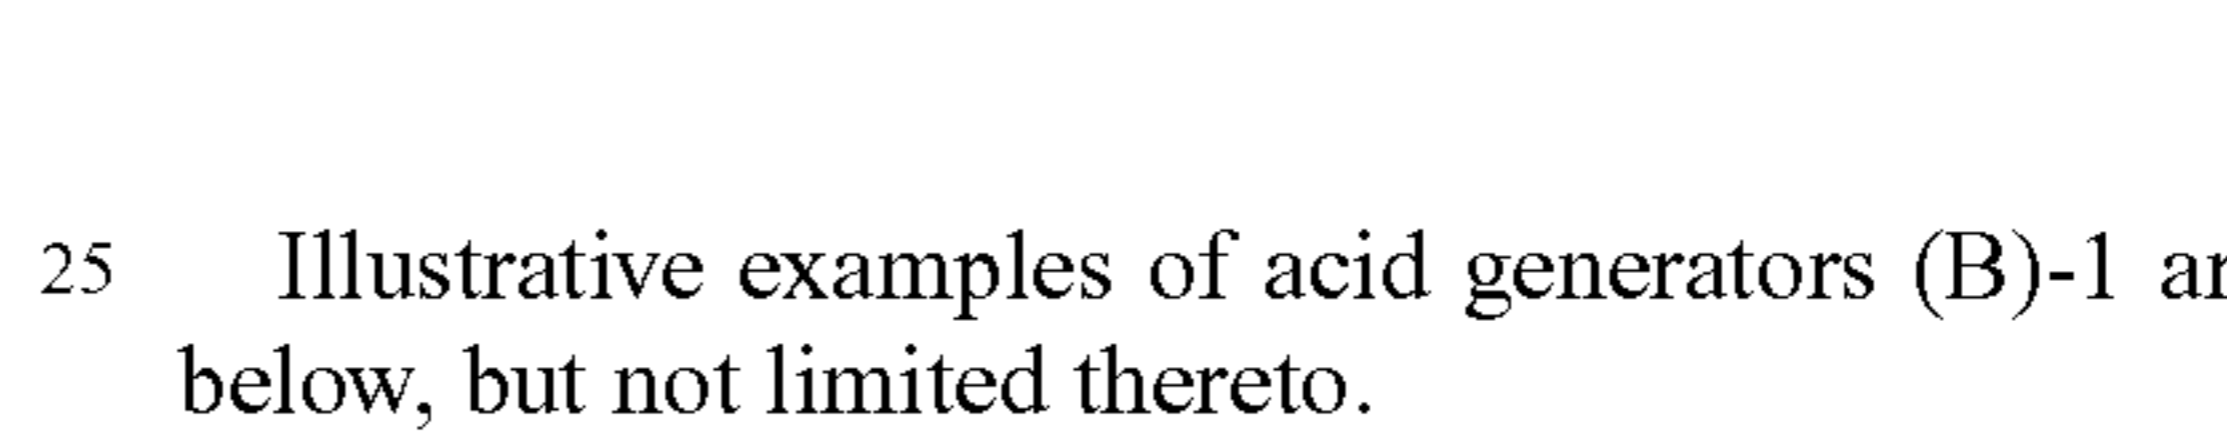 25 Illustrative examples of acid generators (B)-1
below, but not limited thereto.